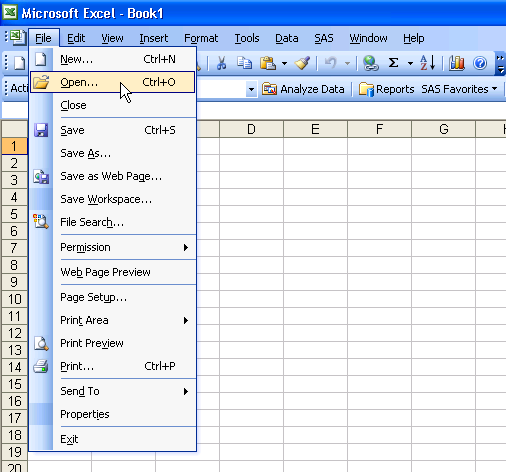 Microsoft Excel - Book1
File Edit View Insert Format Tools Data SAS Window Help
Acti
Analyze Data Reports SAS Favorites
New... Ctrl+N
Open... Ctrl+O
Close
Save Ctrl+S
Save As...
Save as Web Page...
Save Workspace...
File Search...
Permission
Web Page Preview
Page Setup...
Print Area
Print Preview
Print... Ctrl+P
Send To
Properties
Exit
D E F G
1
2
3
4
5
6
7
8
9
10
11
12
13
14
15
16
17
18
19
20